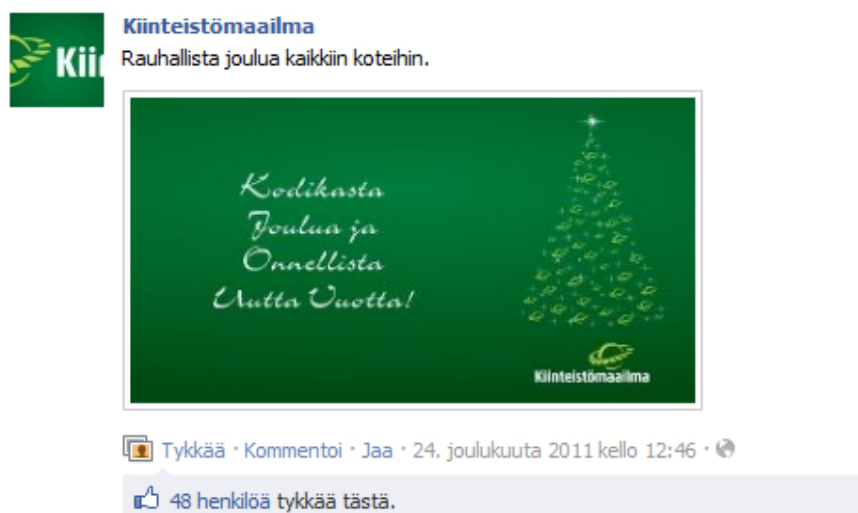 Kiinteistömaailma
Kii
Rauhallista joulua kaikkiin koteihin.
Kodikasta
Joulua ja
Onnellista
Uutta Vuotta!
Kiinteistömaailma
Tykkää · Kommentoi · Jaa · 24. joulukuuta 2011 kello 12:46 ·
48 henkilöä tykkää tästä.